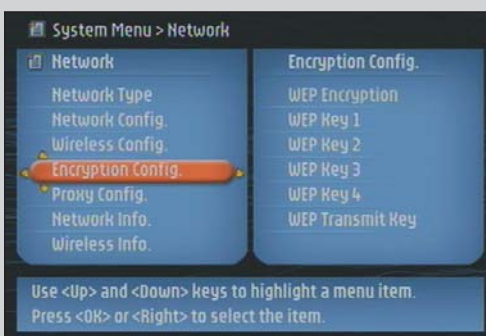 System Menu > Network
Network
Network Type
Network Config.
Wireless Config.
Encryption Config.
Proxy Config.
Network Info.
Wireless Info.
Encryption Config.
WEP Encryption
WEP Key 1
WEP Key 2
WEP Key 3
WEP Key 4
WEP Transmit Key
Use <Up> and <Down> keys to highlight a menu item.
Press <OK> or <Right> to select the item.